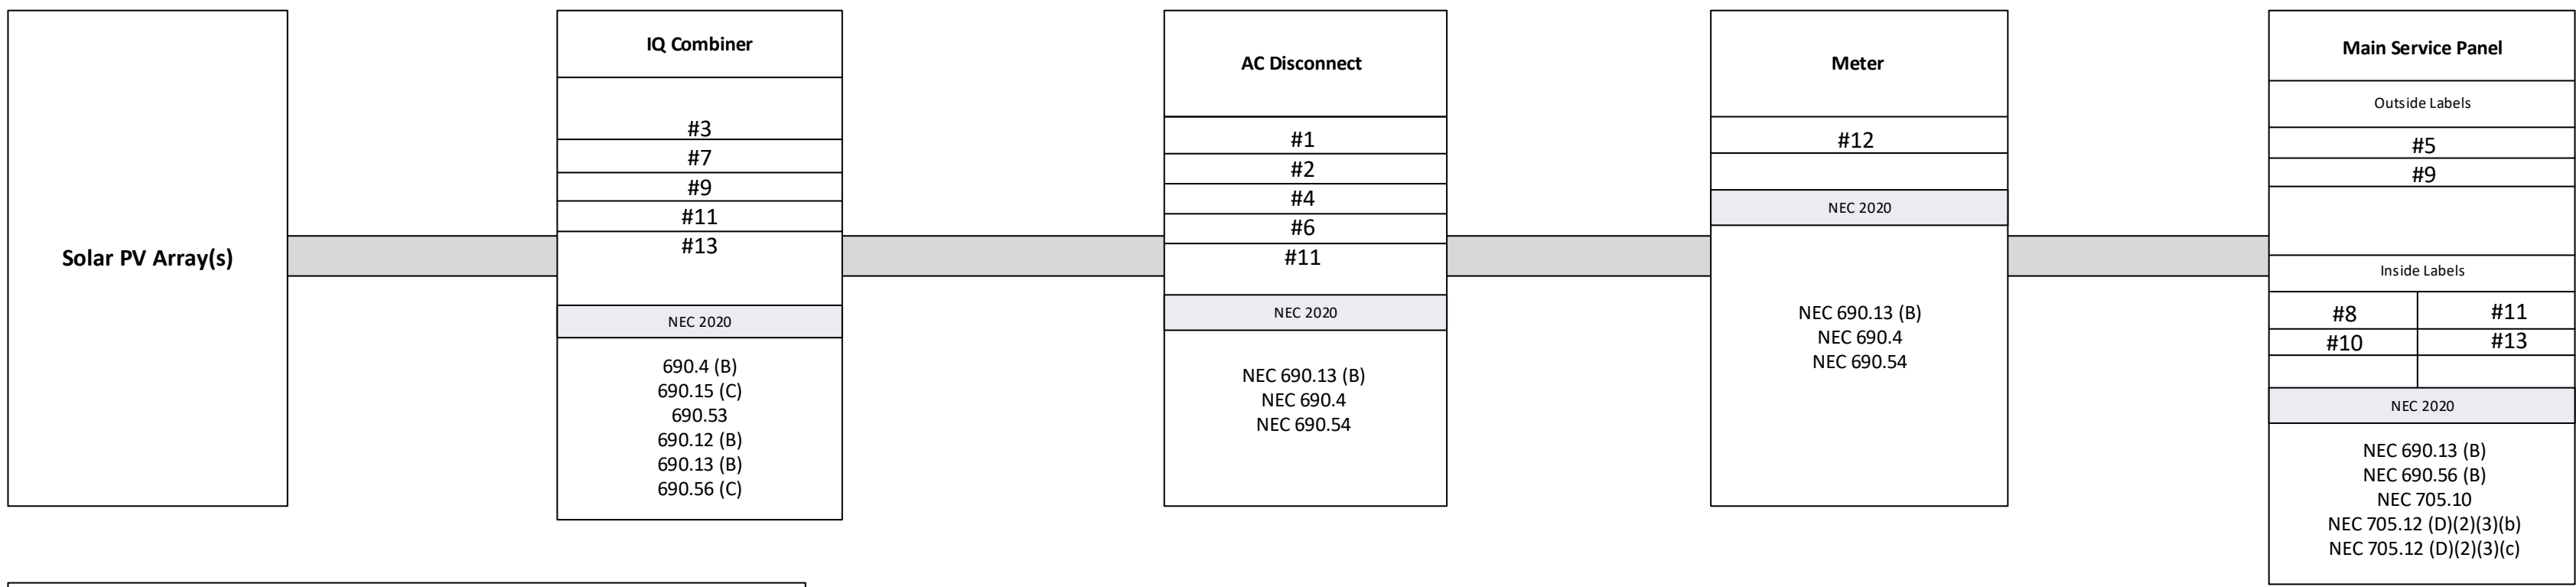 Solar PV Array(s)
IQ Combiner
#3
#7
#9
#11
#13
NEC 2020
690.4 (B)
690.15 (C)
690.53
690.12 (B)
690.13 (B)
690.56 (C)
AC Disconnect
#1
#2
#4
#6
#11
NEC 2020
NEC 690.13 (B)
NEC 690.4
NEC 690.54
Meter
#12
NEC 2020
NEC 690.13 (B)
NEC 690.4
NEC 690.54
Main Service Panel
Outside Labels
#5
#9
Inside Labels
#8 #11
#10 #13
NEC 2020
NEC 690.13 (B)
NEC 690.56 (B)
NEC 705.10
NEC 705.12 (D)(2)(3)(b)
NEC 705.12 (D)(2)(3)(c)